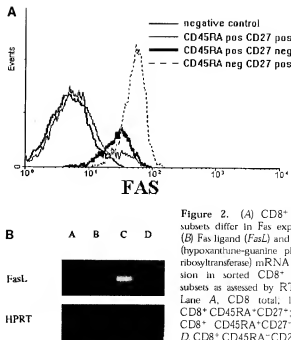 A
negative control
CD45RA pos CD27 pos
CD45RA pos CD27 neg
CD45RA neg CD27 pos
Events
0
10⁰ 10¹ 10² 10³ 10⁴
FAS
B
A B C D
FasL
HPRT
Figure 2. (A) CD8+
subsets differ in Fas exp
(B) Fas ligand (FasL) and
(hypoxanthine-guanine p
ribosyltransferase) mRNA
sion in sorted CD8+
subsets as assessed by RT
Lane A, CD8 total;
CD8+ CD45RA+CD27+
CD8+ CD45RA+CD27-
D, CD8+ CD45RA-CD2